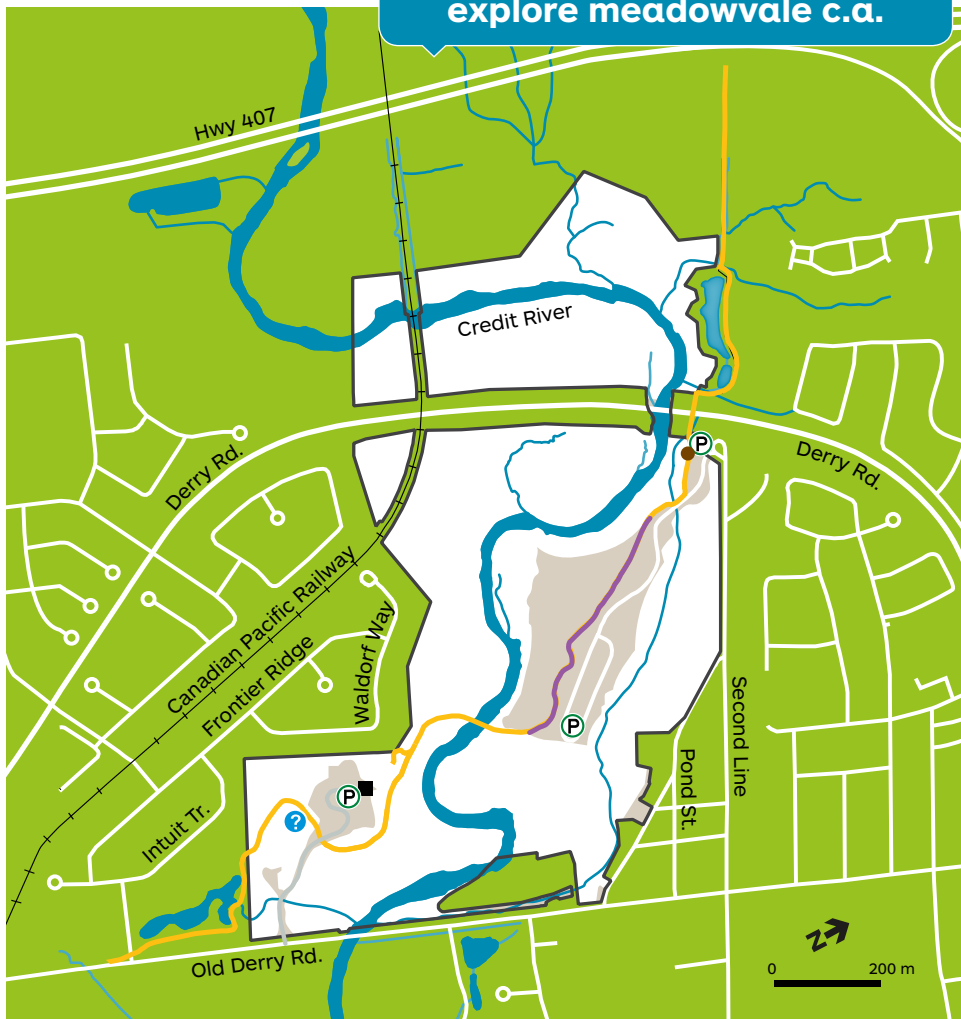 explore meadowvale c.a.
Hwy 407
Credit River
Derry Rd.
P
Derry Rd.
Canadian Pacific Railway
Frontier Ridge
Waldorf Way
Second Line
P
Pond St.
P
?
Intuit Tr.
Old Derry Rd.
N
0 200 m